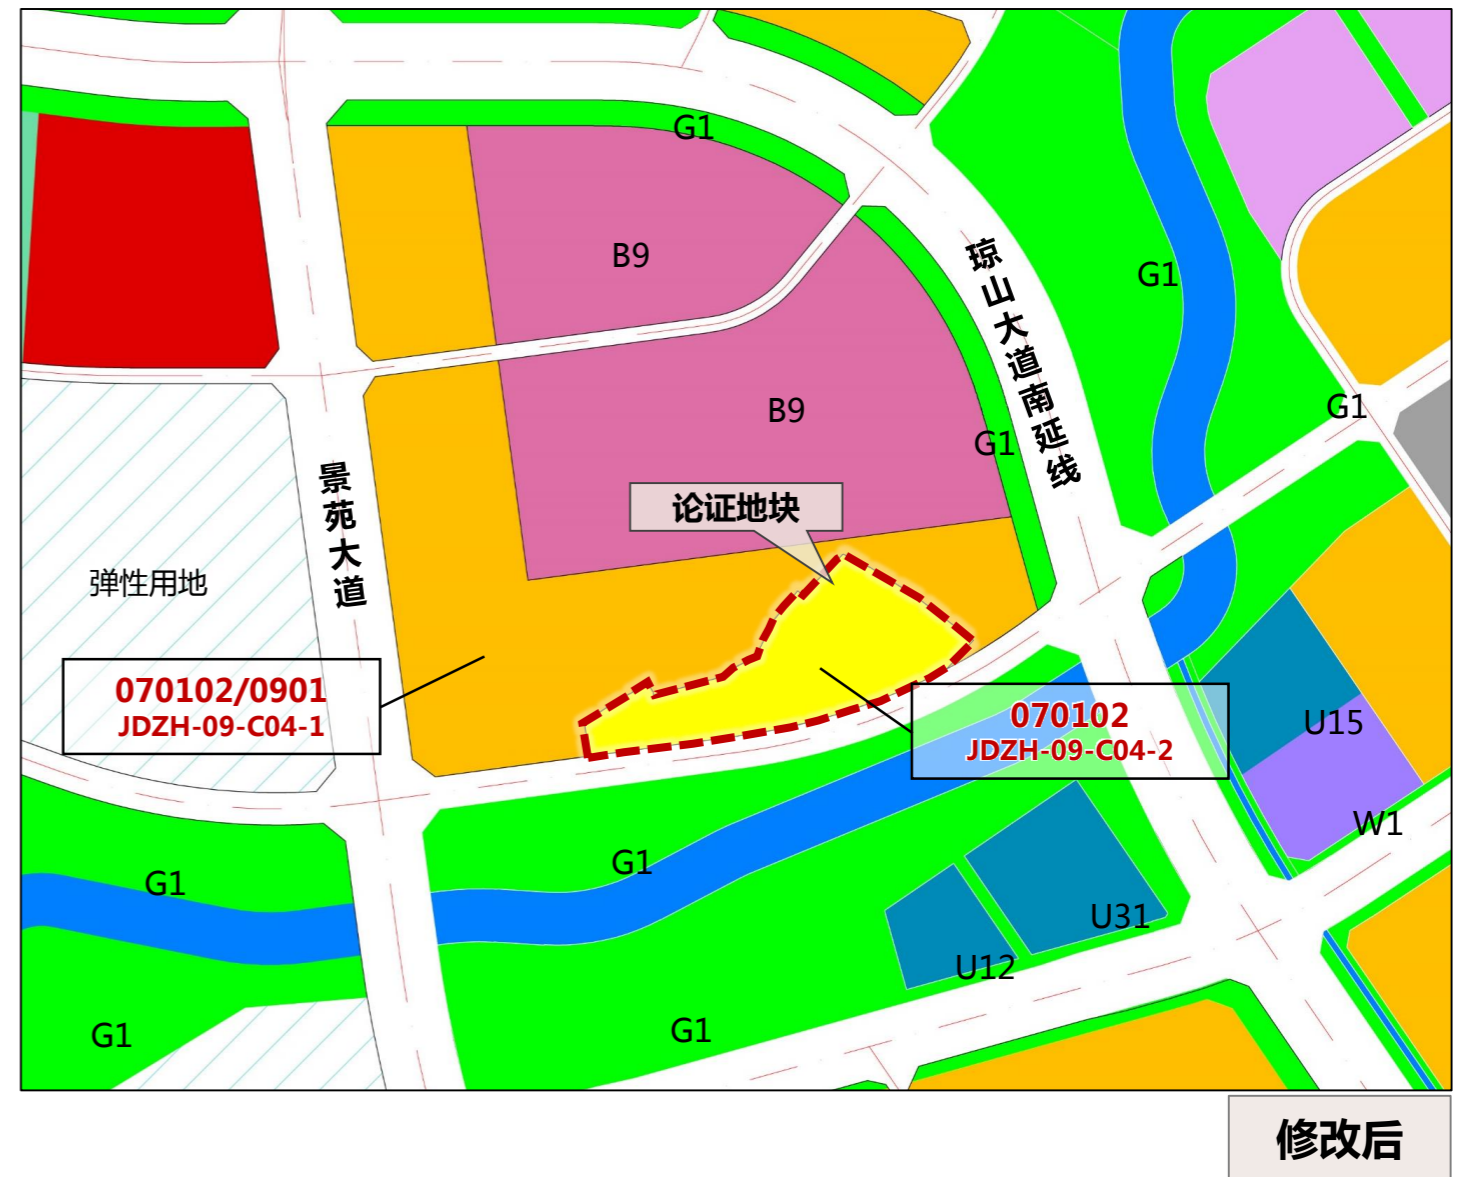 G1
B9
琼山大道南延线
G1
B9
G1
G1
景苑大道
论证地块
弹性用地
070102/0901
JDZH-09-C04-1
070102
JDZH-09-C04-2
U15
W1
G1
G1
U31
U12
G1
G1
修改后